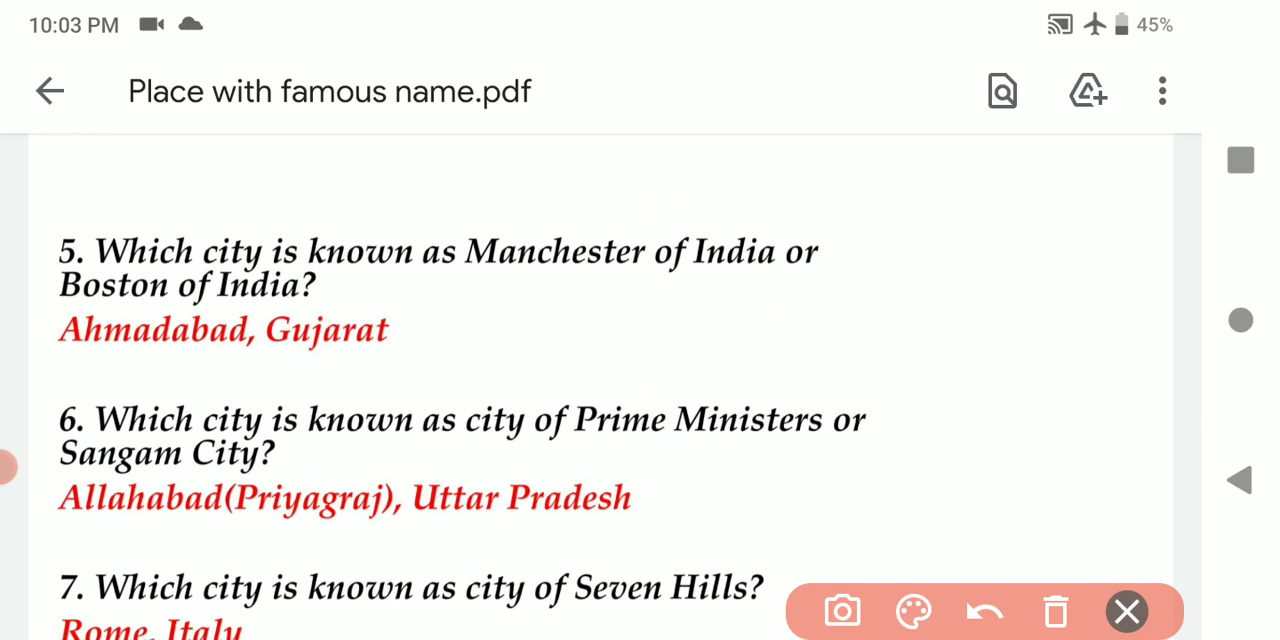 10:03 PM
45%
Place with famous name.pdf
5. Which city is known as Manchester of India or
Boston of India?
Ahmadabad, Gujarat
6. Which city is known as city of Prime Ministers or
Sangam City?
Allahabad(Priyagraj), Uttar Pradesh
7. Which city is known as city of Seven Hills?
Rome, Italy